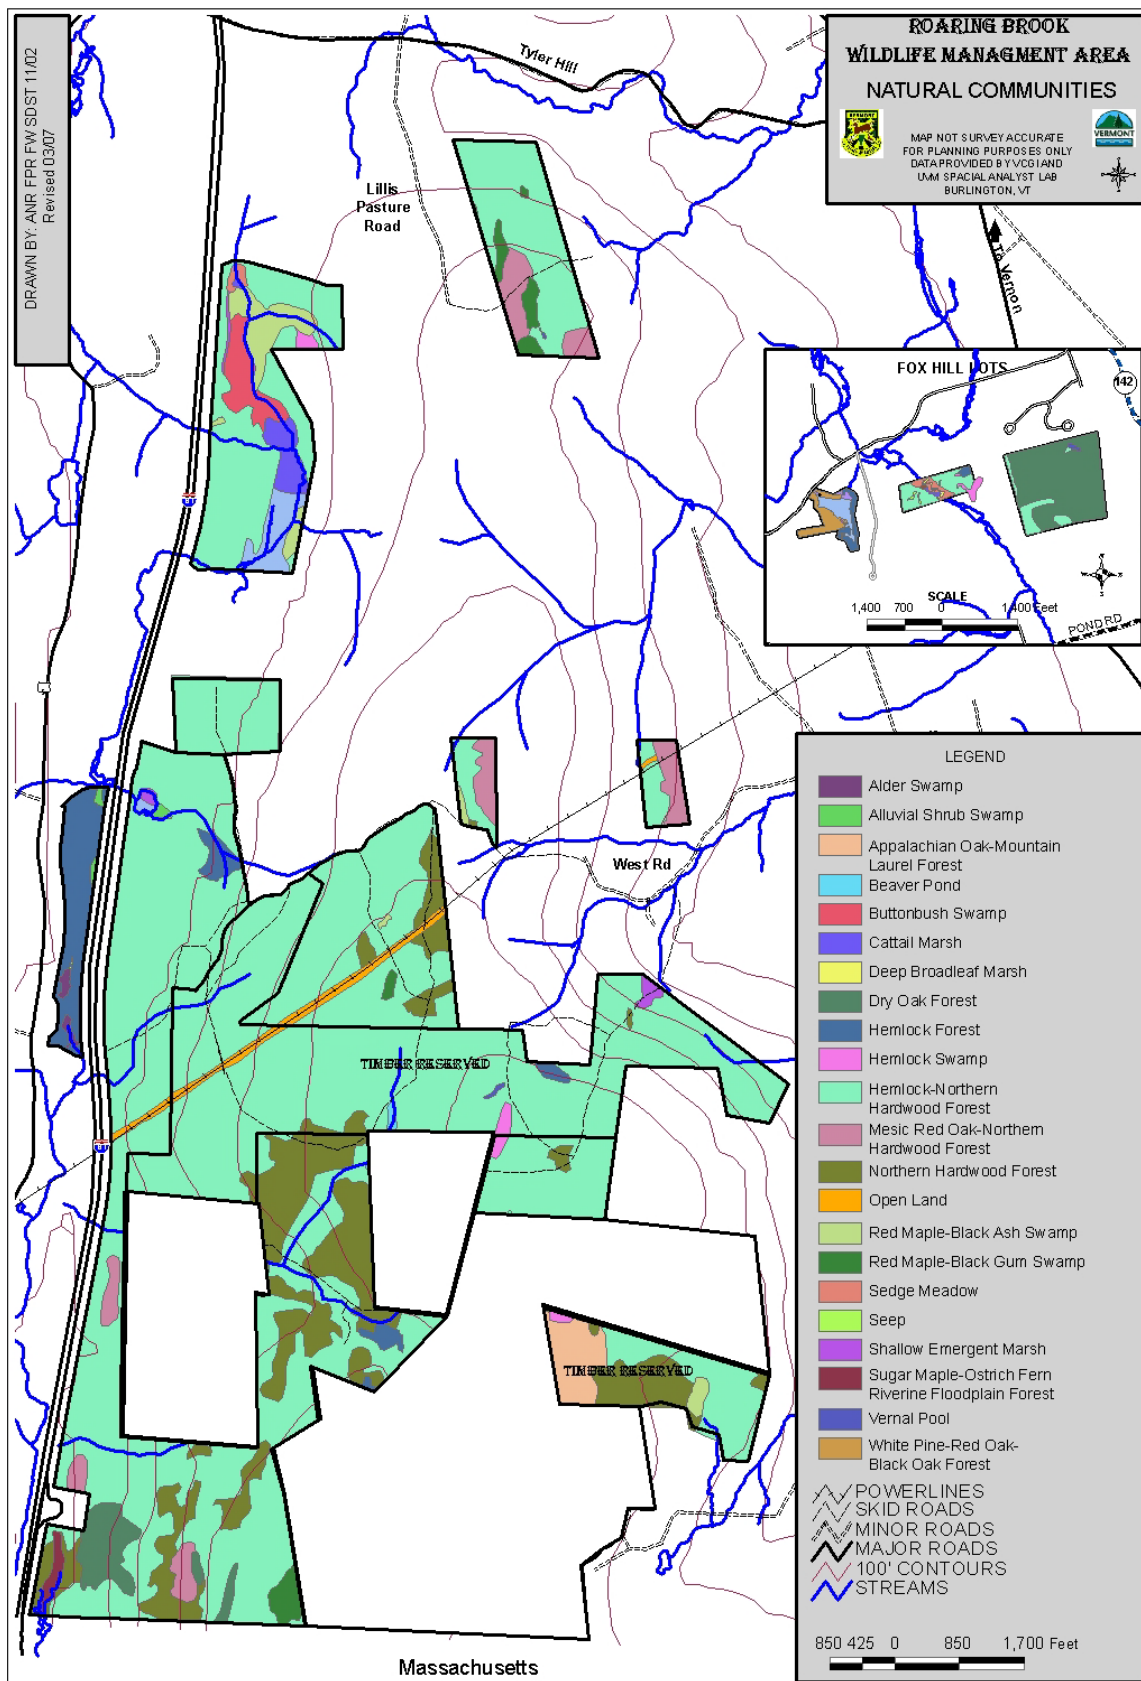 DRAWN BY: ANR FPR FW SDST 11/02
Revised 03/07
ROARING BROOK
WILDLIFE MANAGMENT AREA
NATURAL COMMUNITIES
VERMONT
VERMONT
MAP NOT SURVEY ACCURATE
FOR PLANNING PURPOSES ONLY
DATA PROVIDED BY VCGI AND
UVM SPACIAL ANALYST LAB
BURLINGTON, VT
Tyler Hill
Lillis
Pasture
Road
To Vernon
FOX HILL LOTS
142
SCALE
1,400 700 0 1,400 Feet
POND RD
West Rd
TIMBER RESERVED
TIMBER RESERVED
Massachusetts
LEGEND
Alder Swamp
Alluvial Shrub Swamp
Appalachian Oak-Mountain
Laurel Forest
Beaver Pond
Buttonbush Swamp
Cattail Marsh
Deep Broadleaf Marsh
Dry Oak Forest
Hemlock Forest
Hemlock Swamp
Hemlock-Northern
Hardwood Forest
Mesic Red Oak-Northern
Hardwood Forest
Northern Hardwood Forest
Open Land
Red Maple-Black Ash Swamp
Red Maple-Black Gum Swamp
Sedge Meadow
Seep
Shallow Emergent Marsh
Sugar Maple-Ostrich Fern
Riverine Floodplain Forest
Vernal Pool
White Pine-Red Oak-
Black Oak Forest
POWERLINES
SKID ROADS
MINOR ROADS
MAJOR ROADS
100' CONTOURS
STREAMS
850 425 0 850 1,700 Feet